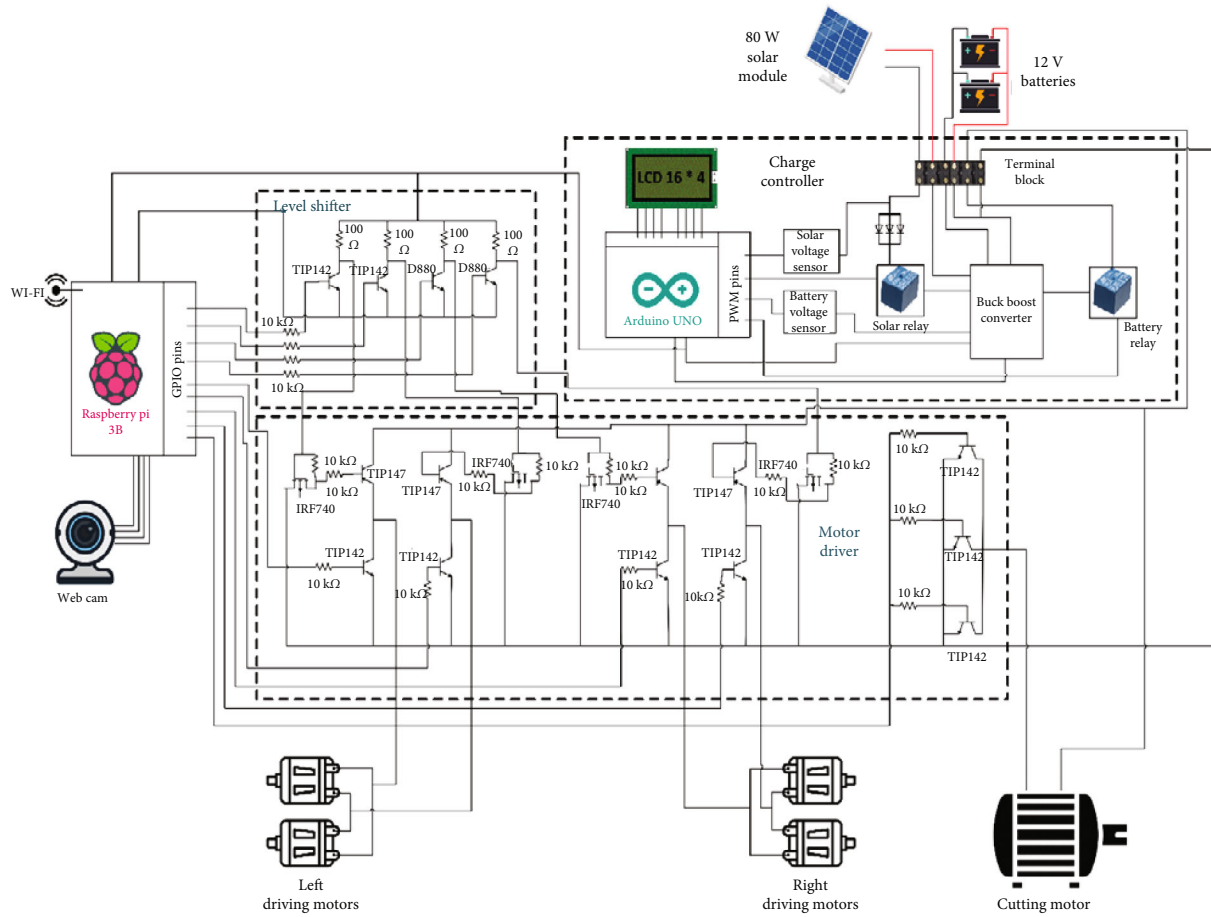 80 W
solar
module
12 V
batteries
Charge
controller
Terminal
block
LCD 16 * 4
Level shifter
100
Ω
100
Ω
100
Ω
100
Ω
TIP142
TIP142
D880
D880
Solar
voltage
sensor
PWM pins
Arduino UNO
Battery
voltage
sensor
Solar relay
Buck boost
converter
Battery
relay
WI-FI
GPIO pins
Raspberry pi
3B
10 kΩ
10 kΩ
Web cam
10 kΩ
10 kΩ
TIP147
IRF740
TIP147
IRF740
10 kΩ
10 kΩ
10 kΩ
10 kΩ
IRF740
TIP147
IRF740
10 kΩ
10 kΩ
Motor
driver
TIP142
10 kΩ
TIP142
10 kΩ
TIP142
10 kΩ
TIP142
10kΩ
10 kΩ
TIP142
10 kΩ
TIP142
10 kΩ
TIP142
Left
driving motors
Right
driving motors
Cutting motor